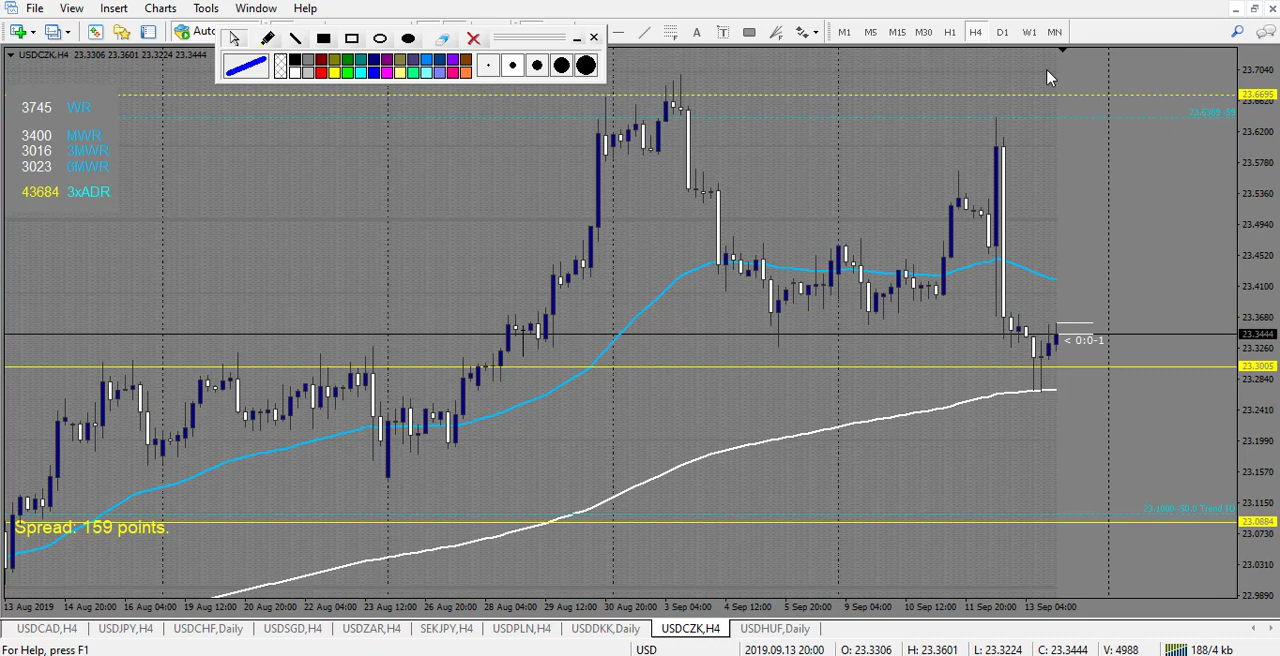 File View Insert Charts Tools Window Help
Auto
A T M1 M5 M15 M30 H1 H4 D1 W1 MN
USDCZK,H4 23.3306 23.3601 23.3224 23.3444
23.7040
23.6695
23.6620
3745 WR
3400 MWR
3016 3MWR
3023 6MWR
43684 3xADR
23.6200
23.5780
23.5360
23.4940
23.4520
23.4100
23.3680
23.3444
< 0:0-1
23.3260
23.3005
23.2840
23.2410
23.1990
23.1570
23.1150
23.1000 -50.0 Trend 1D
23.0884
Spread: 159 points.
23.0730
23.0310
22.9890
13 Aug 2019 14 Aug 20:00 16 Aug 04:00 19 Aug 12:00 20 Aug 20:00 22 Aug 04:00 23 Aug 12:00 26 Aug 20:00 28 Aug 04:00 29 Aug 12:00 30 Aug 20:00 3 Sep 04:00 4 Sep 12:00 5 Sep 20:00 9 Sep 04:00 10 Sep 12:00 11 Sep 20:00 13 Sep 04:00
USDCAD,H4 USDJPY,H4 USDCHF,Daily USDSGD,H4 USDZAR,H4 SEKJPY,H4 USDPLN,H4 USDDKK,Daily USDCZK,H4 USDHUF,Daily
For Help, press F1 USD 2019.09.13 20:00 O: 23.3306 H: 23.3601 L: 23.3224 C: 23.3444 V: 4988 188/4 kb